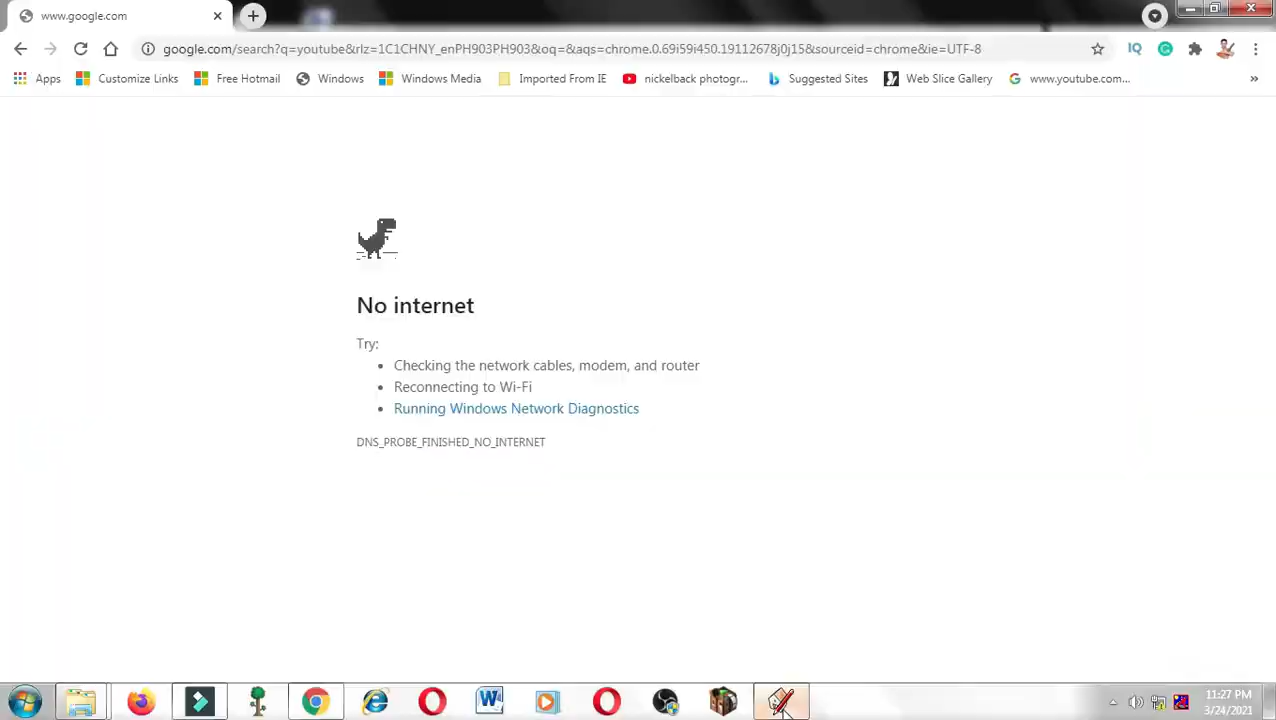 www.google.com
google.com/search?q=youtube&rlz=1C1CHNY_enPH903PH903&oq=&aqs=chrome.0.69i59i450.19112678j0j15&sourceid=chrome&ie=UTF-8
IQ
Apps Customize Links Free Hotmail Windows Windows Media Imported From IE nickelback photogr... Suggested Sites Web Slice Gallery www.youtube.com... »
No internet
Try:
• Checking the network cables, modem, and router
• Reconnecting to Wi-Fi
• Running Windows Network Diagnostics
DNS_PROBE_FINISHED_NO_INTERNET
11:27 PM
3/24/2021